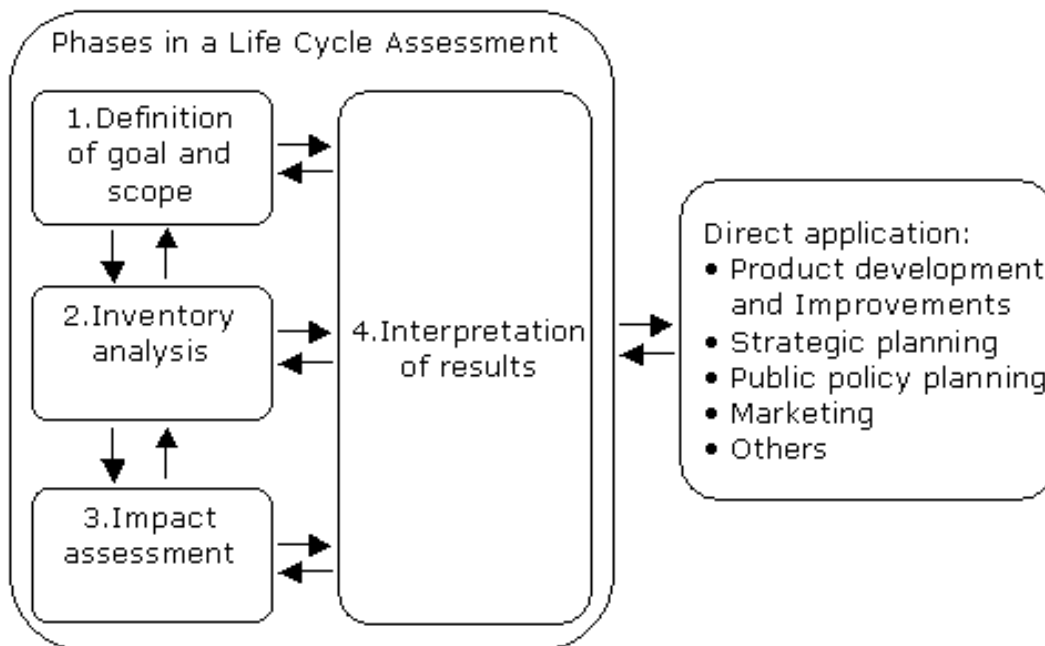 Phases in a Life Cycle Assessment
1.Definition
of goal and
scope
2.Inventory
analysis
3.Impact
assessment
4.Interpretation
of results
Direct application:
• Product development
and Improvements
• Strategic planning
• Public policy planning
• Marketing
• Others